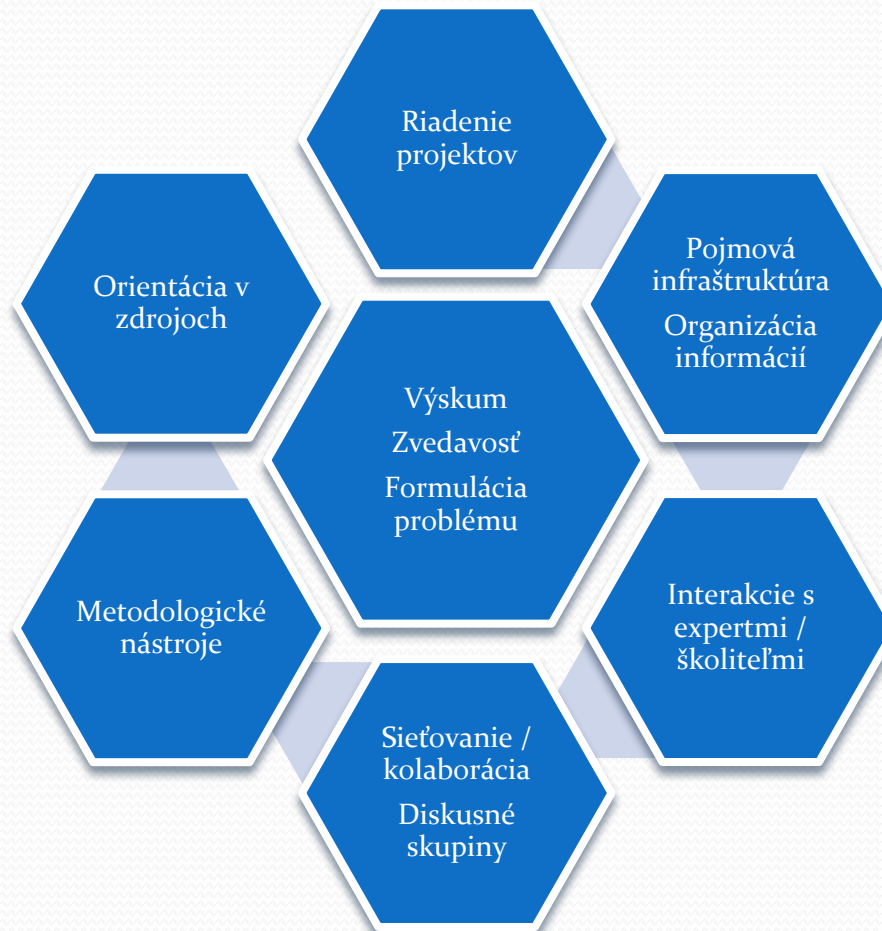 Riadenie
projektov
Orientácia v
zdrojoch
Pojmová
infraštruktúra
Organizácia
informácií
Výskum
Zvedavosť
Formulácia
problému
Metodologické
nástroje
Interakcie s
expertmi /
školiteľmi
Sieťovanie /
kolaborácia
Diskusné
skupiny